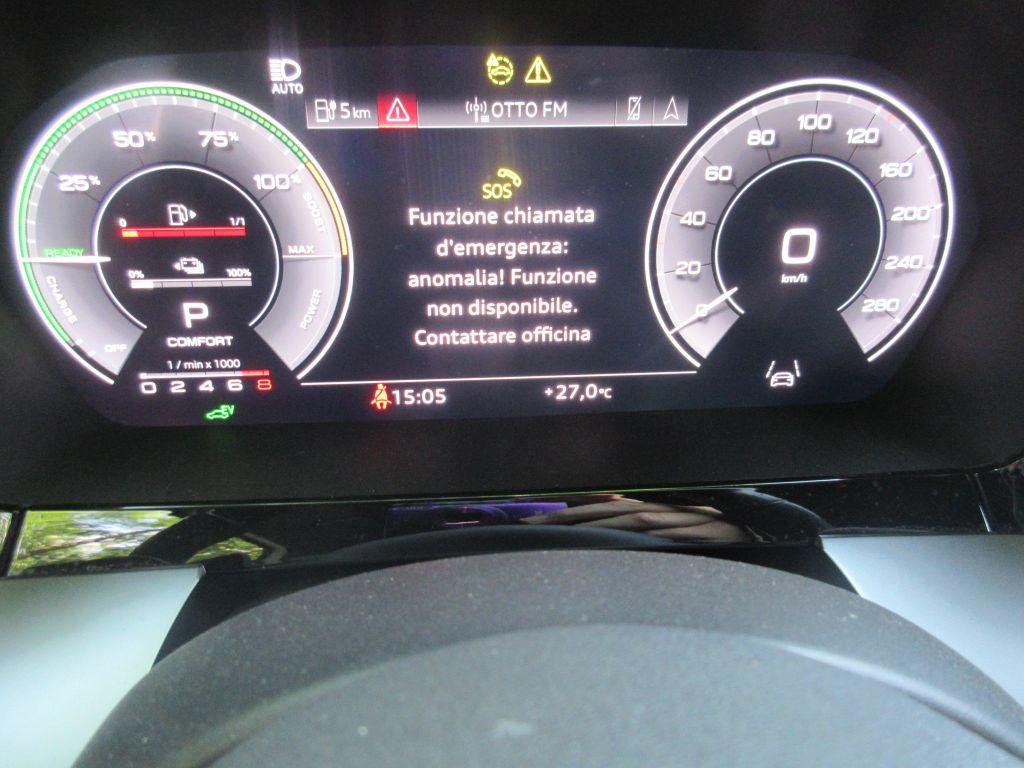 AUTO
5 km
OTTO FM
50%
75%
25%
100%
BOOST
MAX
READY
CHARGE
OFF
POWER
0 1/1
0% 100%
P
COMFORT
1 / min x 1000
0 2 4 6 8
EV
SOS
Funzione chiamata
d'emergenza:
anomalia! Funzione
non disponibile.
Contattare officina
15:05
+27,0°C
0
20
40
60
80
100
120
160
200
240
280
0
km/h